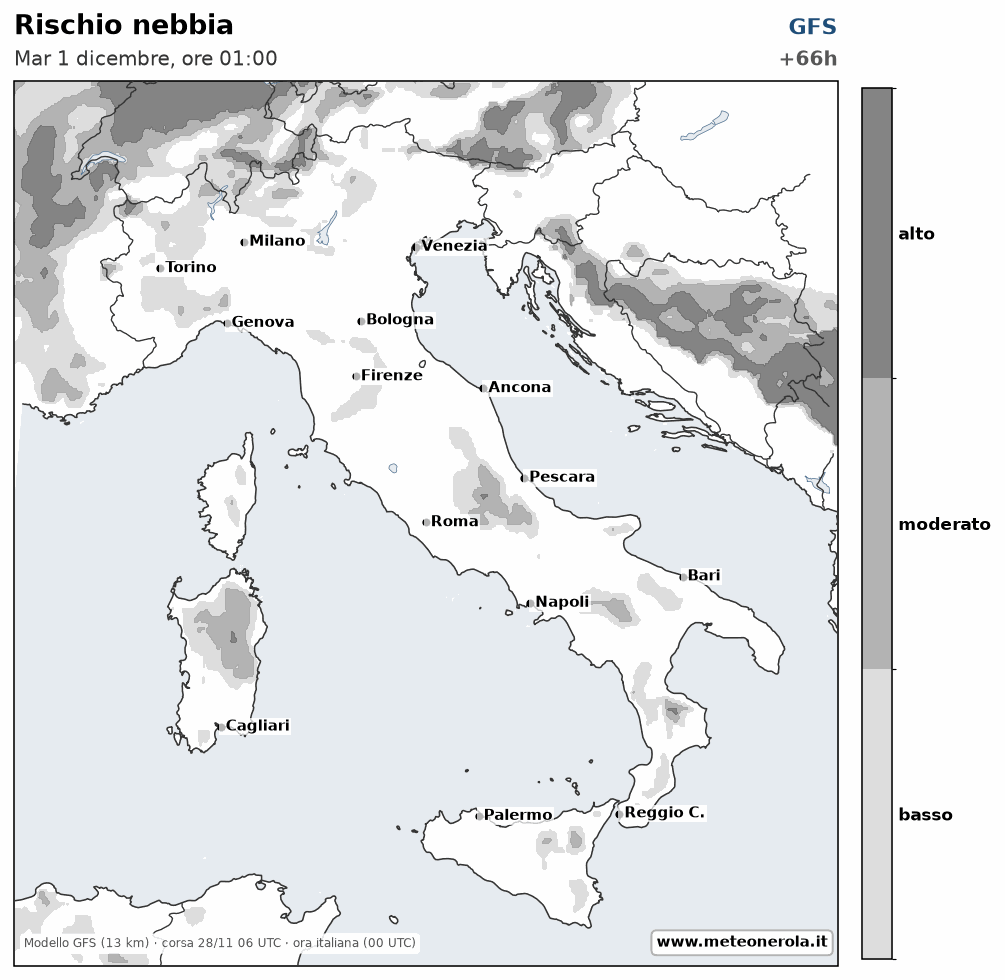 Rischio nebbia
GFS
Mar 1 dicembre, ore 01:00
+66h
alto
Milano
Venezia
Torino
Genova
Bologna
Firenze
Ancona
Pescara
Roma
moderato
Bari
Napoli
Cagliari
Palermo
Reggio C.
basso
Modello GFS (13 km) · corsa 28/11 06 UTC · ora italiana (00 UTC)
www.meteonerola.it